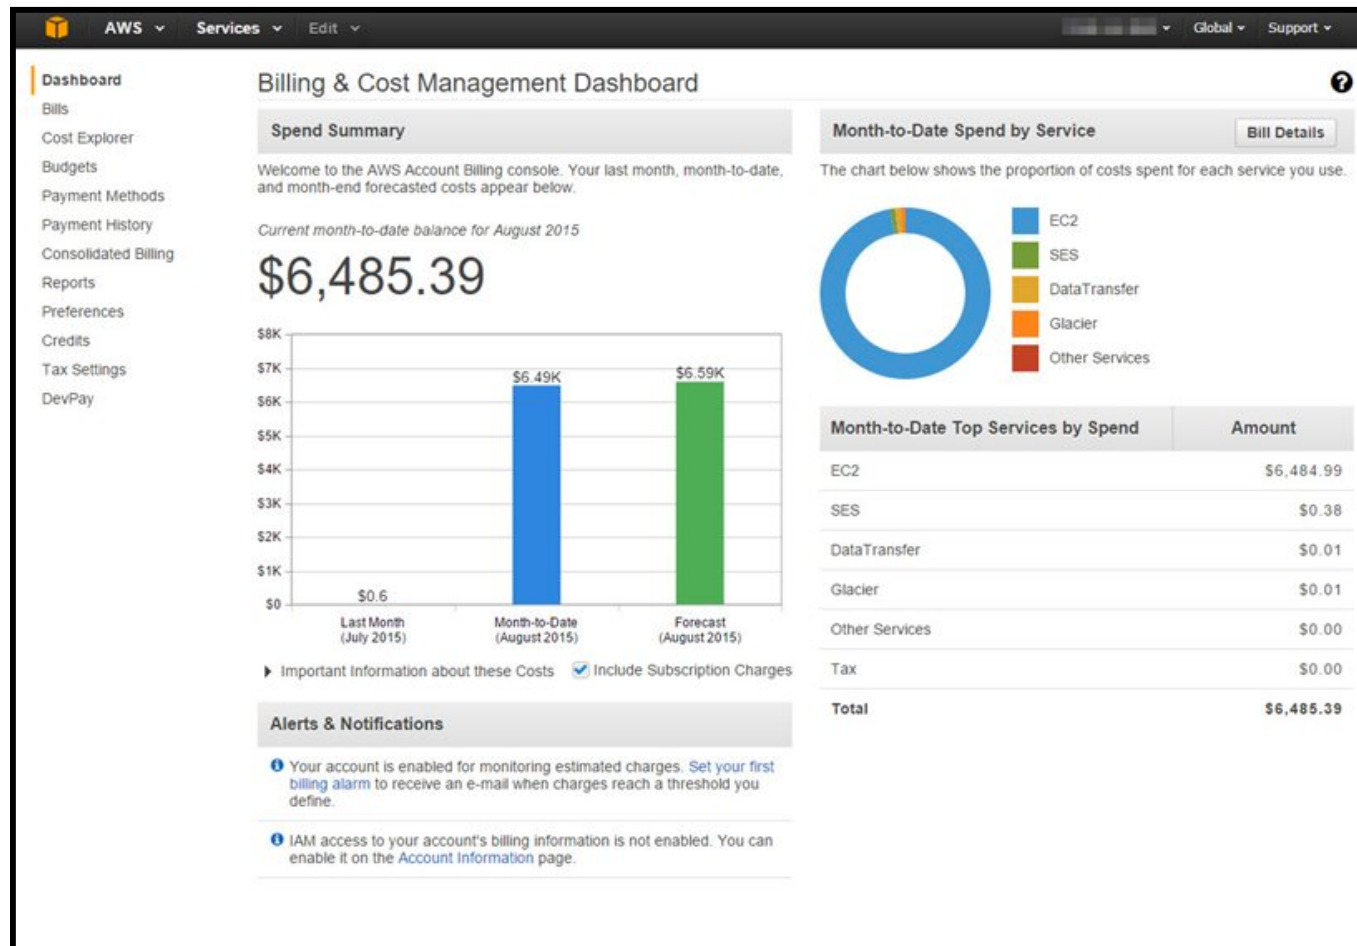 AWS Services Edit Global Support
Dashboard
Bills
Cost Explorer
Budgets
Payment Methods
Payment History
Consolidated Billing
Reports
Preferences
Credits
Tax Settings
DevPay
Billing & Cost Management Dashboard
?
Spend Summary
Welcome to the AWS Account Billing console. Your last month, month-to-date,
and month-end forecasted costs appear below.
Current month-to-date balance for August 2015
$6,485.39
$8K
$7K
$6K
$5K
$4K
$3K
$2K
$1K
$0
$0.6
$6.49K
$6.59K
Last Month
(July 2015)
Month-to-Date
(August 2015)
Forecast
(August 2015)
Important Information about these Costs
Include Subscription Charges
Alerts & Notifications
Your account is enabled for monitoring estimated charges. Set your first
billing alarm to receive an e-mail when charges reach a threshold you
define.
IAM access to your account's billing information is not enabled. You can
enable it on the Account Information page.
Month-to-Date Spend by Service
Bill Details
The chart below shows the proportion of costs spent for each service you use.
EC2
SES
DataTransfer
Glacier
Other Services
Month-to-Date Top Services by Spend Amount
EC2 $6,484.99
SES $0.38
DataTransfer $0.01
Glacier $0.01
Other Services $0.00
Tax $0.00
Total $6,485.39